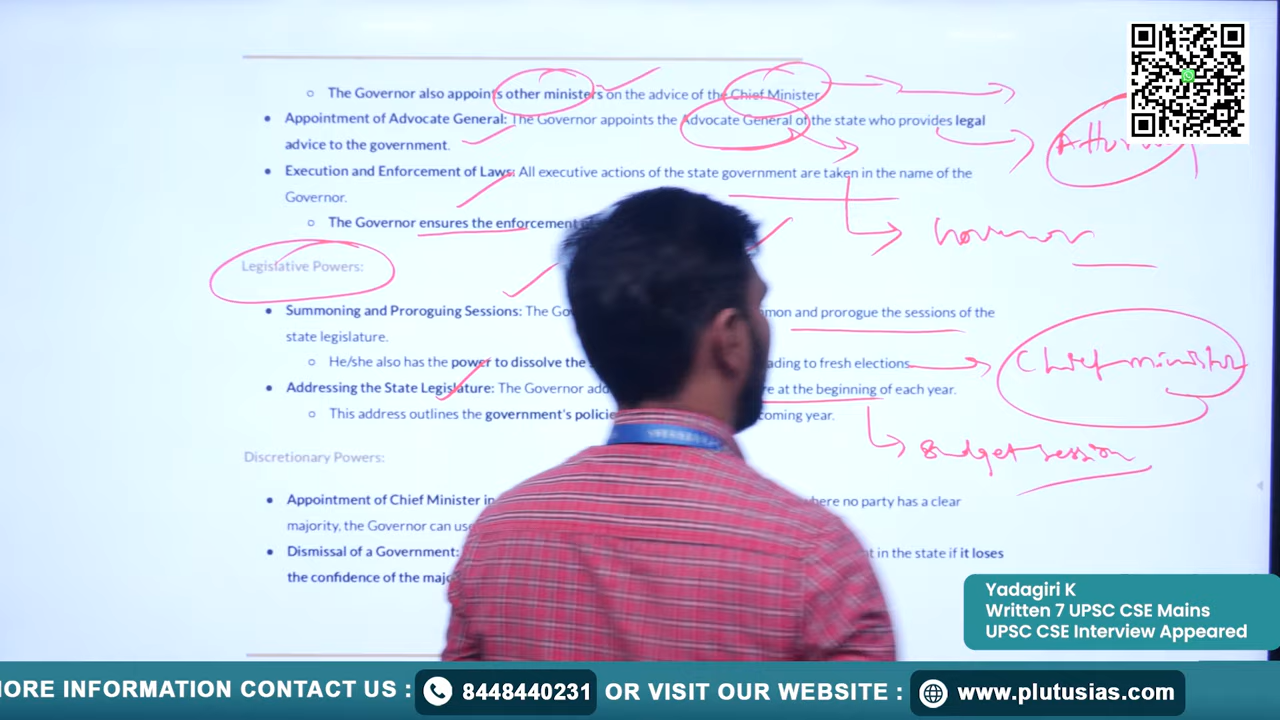 ○ The Governor also appoints other ministers on the advice of the Chief Minister
• Appointment of Advocate General: The Governor appoints the Advocate General of the state who provides legal
advice to the government.
• Execution and Enforcement of Laws: All executive actions of the state government are taken in the name of the
Governor.
○ The Governor ensures the enforcement
Governor
Legislative Powers:
• Summoning and Proroguing Sessions: The and prorogue the sessions of the
state legislature.
○ He/she also has the power to dissolve the to fresh elections
Chief minister
• Addressing the State Legislature: The Governor at the beginning of each year.
○ This address outlines the government's coming year.
Budget session
Discretionary Powers:
• Appointment of Chief Minister in where no party has a clear
majority, the Governor can use
• Dismissal of a Government: in the state if it loses
the confidence of the
Yadagiri K
Written 7 UPSC CSE Mains
UPSC CSE Interview Appeared
MORE INFORMATION CONTACT US : 8448440231 OR VISIT OUR WEBSITE : www.plutusias.com